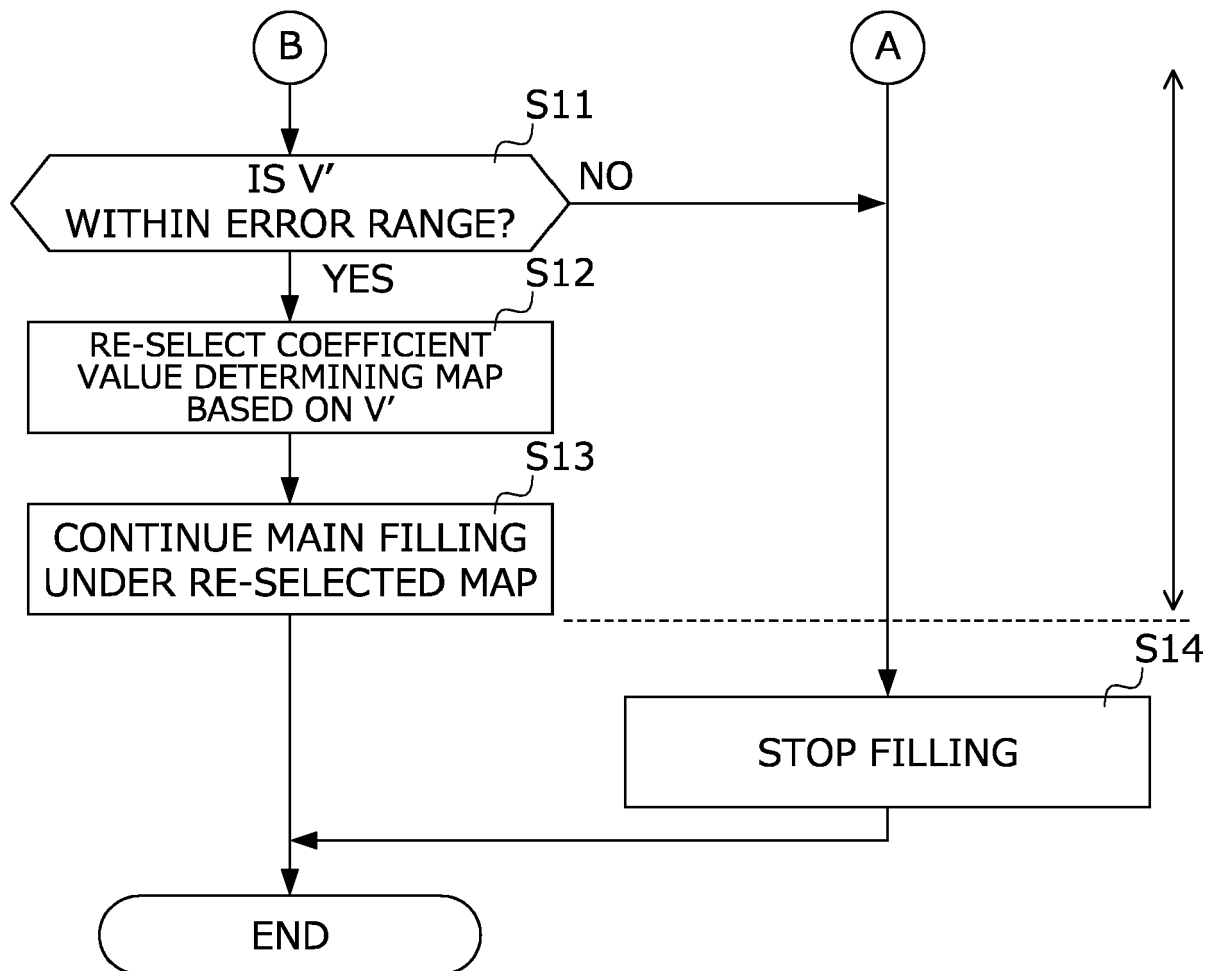 B
A
S11
IS V'
WITHIN ERROR RANGE?
NO
YES
S12
RE-SELECT COEFFICIENT
VALUE DETERMINING MAP
BASED ON V'
S13
CONTINUE MAIN FILLING
UNDER RE-SELECTED MAP
S14
STOP FILLING
END